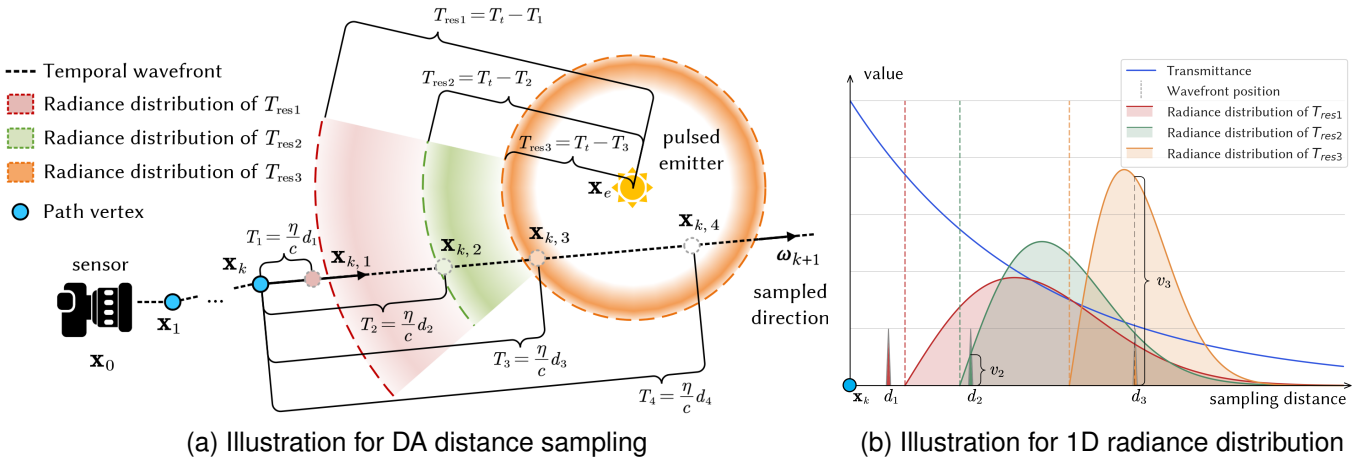 T_res1 = T_t − T_1
T_res2 = T_t − T_2
T_res3 = T_t − T_3
Temporal wavefront
Radiance distribution of T_res1
Radiance distribution of T_res2
Radiance distribution of T_res3
Path vertex
pulsed
emitter
x_e
T_1 = η/c d_1
x_k
x_k,1
x_k,2
x_k,3
x_k,4
ω_k+1
sampled
direction
sensor
...
x_1
x_0
T_2 = η/c d_2
T_3 = η/c d_3
T_4 = η/c d_4
(a) Illustration for DA distance sampling
value
Transmittance
Wavefront position
Radiance distribution of T_res1
Radiance distribution of T_res2
Radiance distribution of T_res3
v_3
v_2
x_k
d_1
d_2
d_3
sampling distance
(b) Illustration for 1D radiance distribution